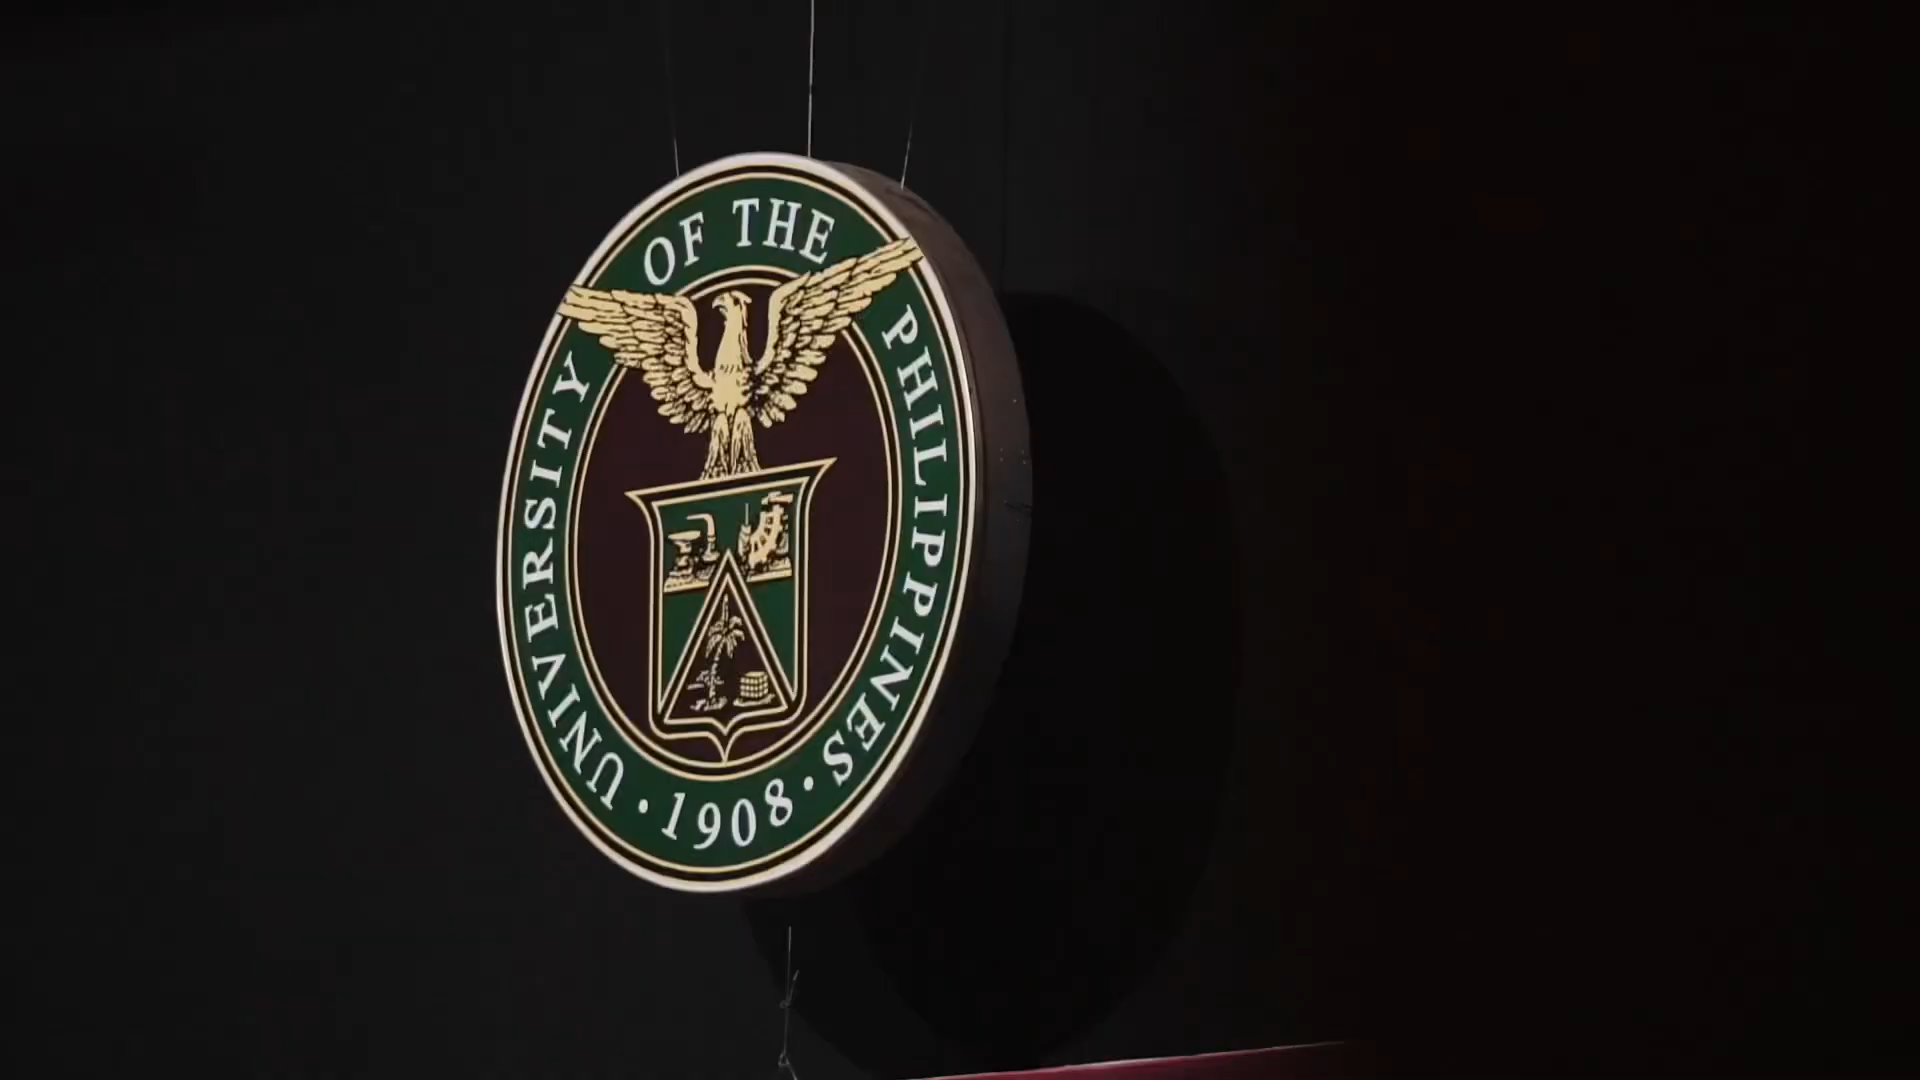 UNIVERSITY OF THE PHILIPPINES
• 1908 •